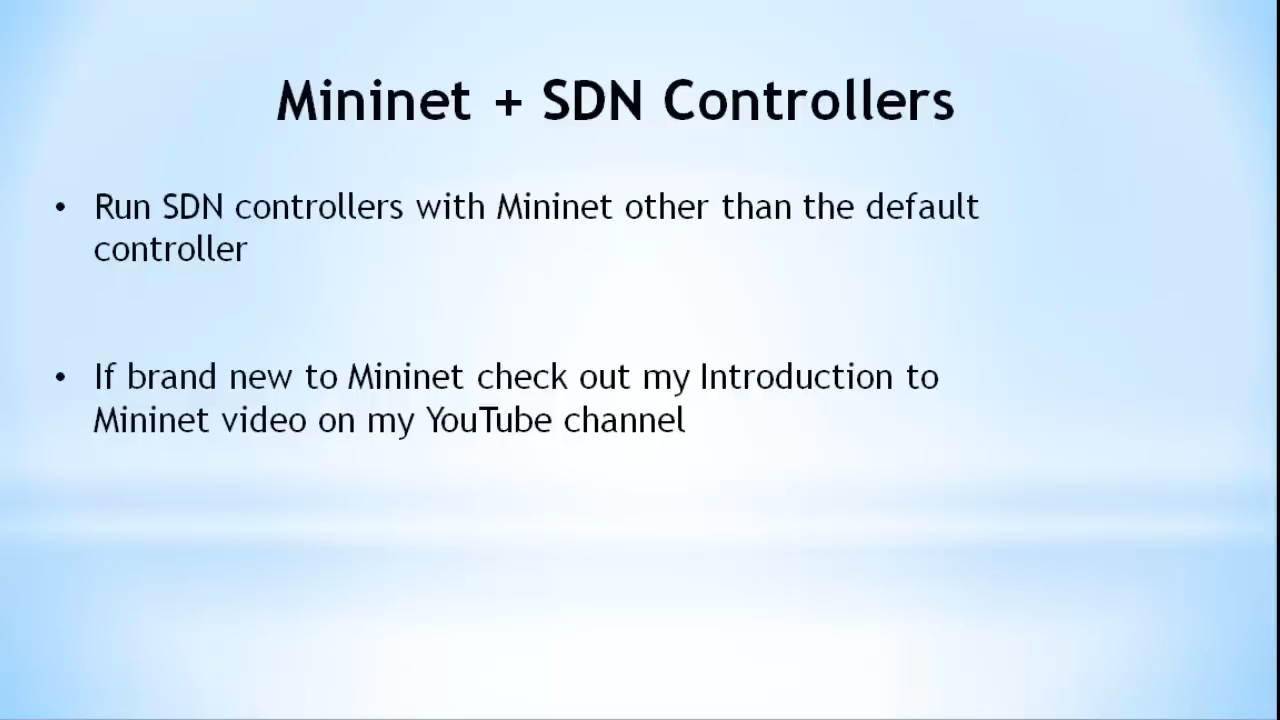 Mininet + SDN Controllers
• Run SDN controllers with Mininet other than the default
controller
• If brand new to Mininet check out my Introduction to
Mininet video on my YouTube channel